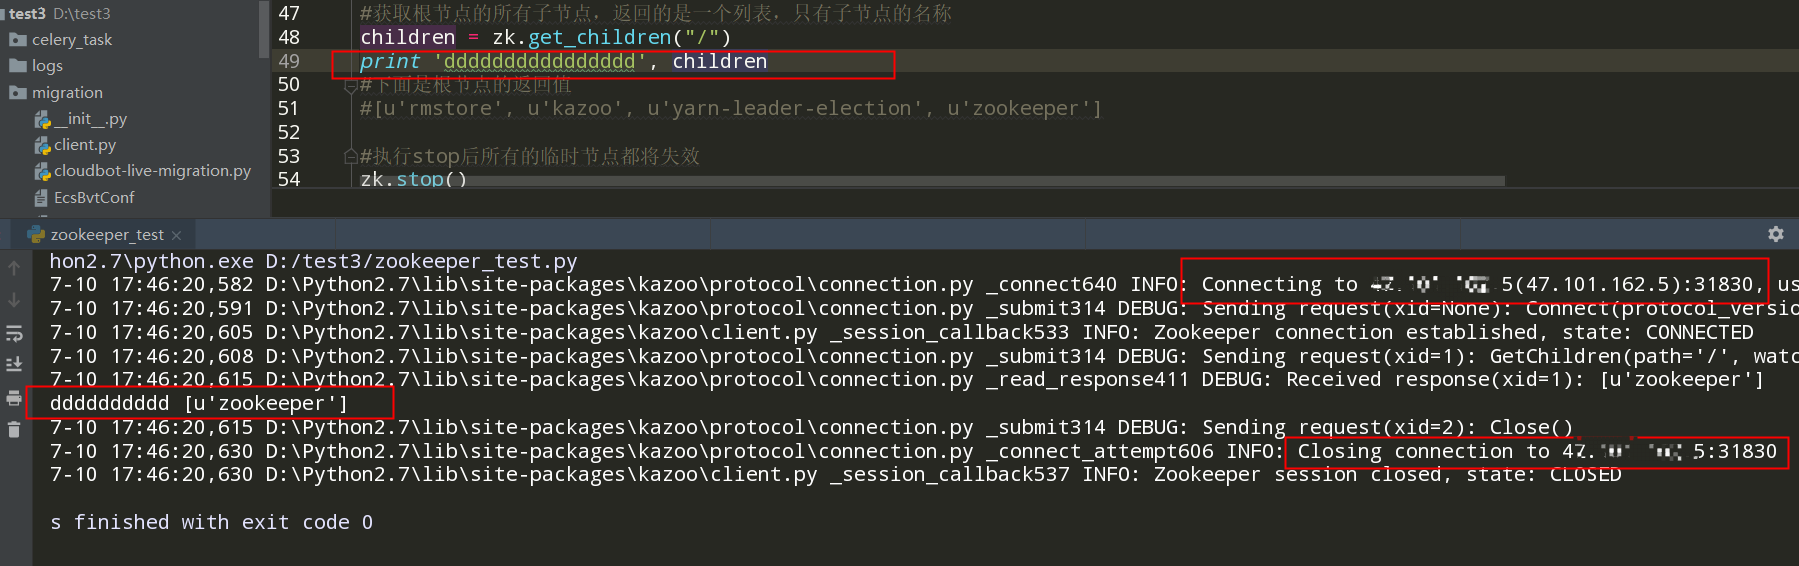 test3 D:\test3
celery_task
logs
migration
__init__.py
client.py
cloudbot-live-migration.py
EcsBvtConf
47 #获取根节点的所有子节点，返回的是一个列表，只有子节点的名称
48 children = zk.get_children("/")
49 print 'dddddddddddddddd', children
50 #下面是根节点的返回值
51 #[u'rmstore', u'kazoo', u'yarn-leader-election', u'zookeeper']
52
53 #执行stop后所有的临时节点都将失效
54 zk.stop()
zookeeper_test
hon2.7\python.exe D:/test3/zookeeper_test.py
7-10 17:46:20,582 D:\Python2.7\lib\site-packages\kazoo\protocol\connection.py _connect640 INFO: Connecting to 47. 5(47.101.162.5):31830, us
7-10 17:46:20,591 D:\Python2.7\lib\site-packages\kazoo\protocol\connection.py _submit314 DEBUG: Sending request(xid=None): Connect(protocol_versio
7-10 17:46:20,605 D:\Python2.7\lib\site-packages\kazoo\client.py _session_callback533 INFO: Zookeeper connection established, state: CONNECTED
7-10 17:46:20,608 D:\Python2.7\lib\site-packages\kazoo\protocol\connection.py _submit314 DEBUG: Sending request(xid=1): GetChildren(path='/', watc
7-10 17:46:20,615 D:\Python2.7\lib\site-packages\kazoo\protocol\connection.py _read_response411 DEBUG: Received response(xid=1): [u'zookeeper']
dddddddddd [u'zookeeper']
7-10 17:46:20,615 D:\Python2.7\lib\site-packages\kazoo\protocol\connection.py _submit314 DEBUG: Sending request(xid=2): Close()
7-10 17:46:20,630 D:\Python2.7\lib\site-packages\kazoo\protocol\connection.py _connect_attempt606 INFO: Closing connection to 47. 5:31830
7-10 17:46:20,630 D:\Python2.7\lib\site-packages\kazoo\client.py _session_callback537 INFO: Zookeeper session closed, state: CLOSED
s finished with exit code 0